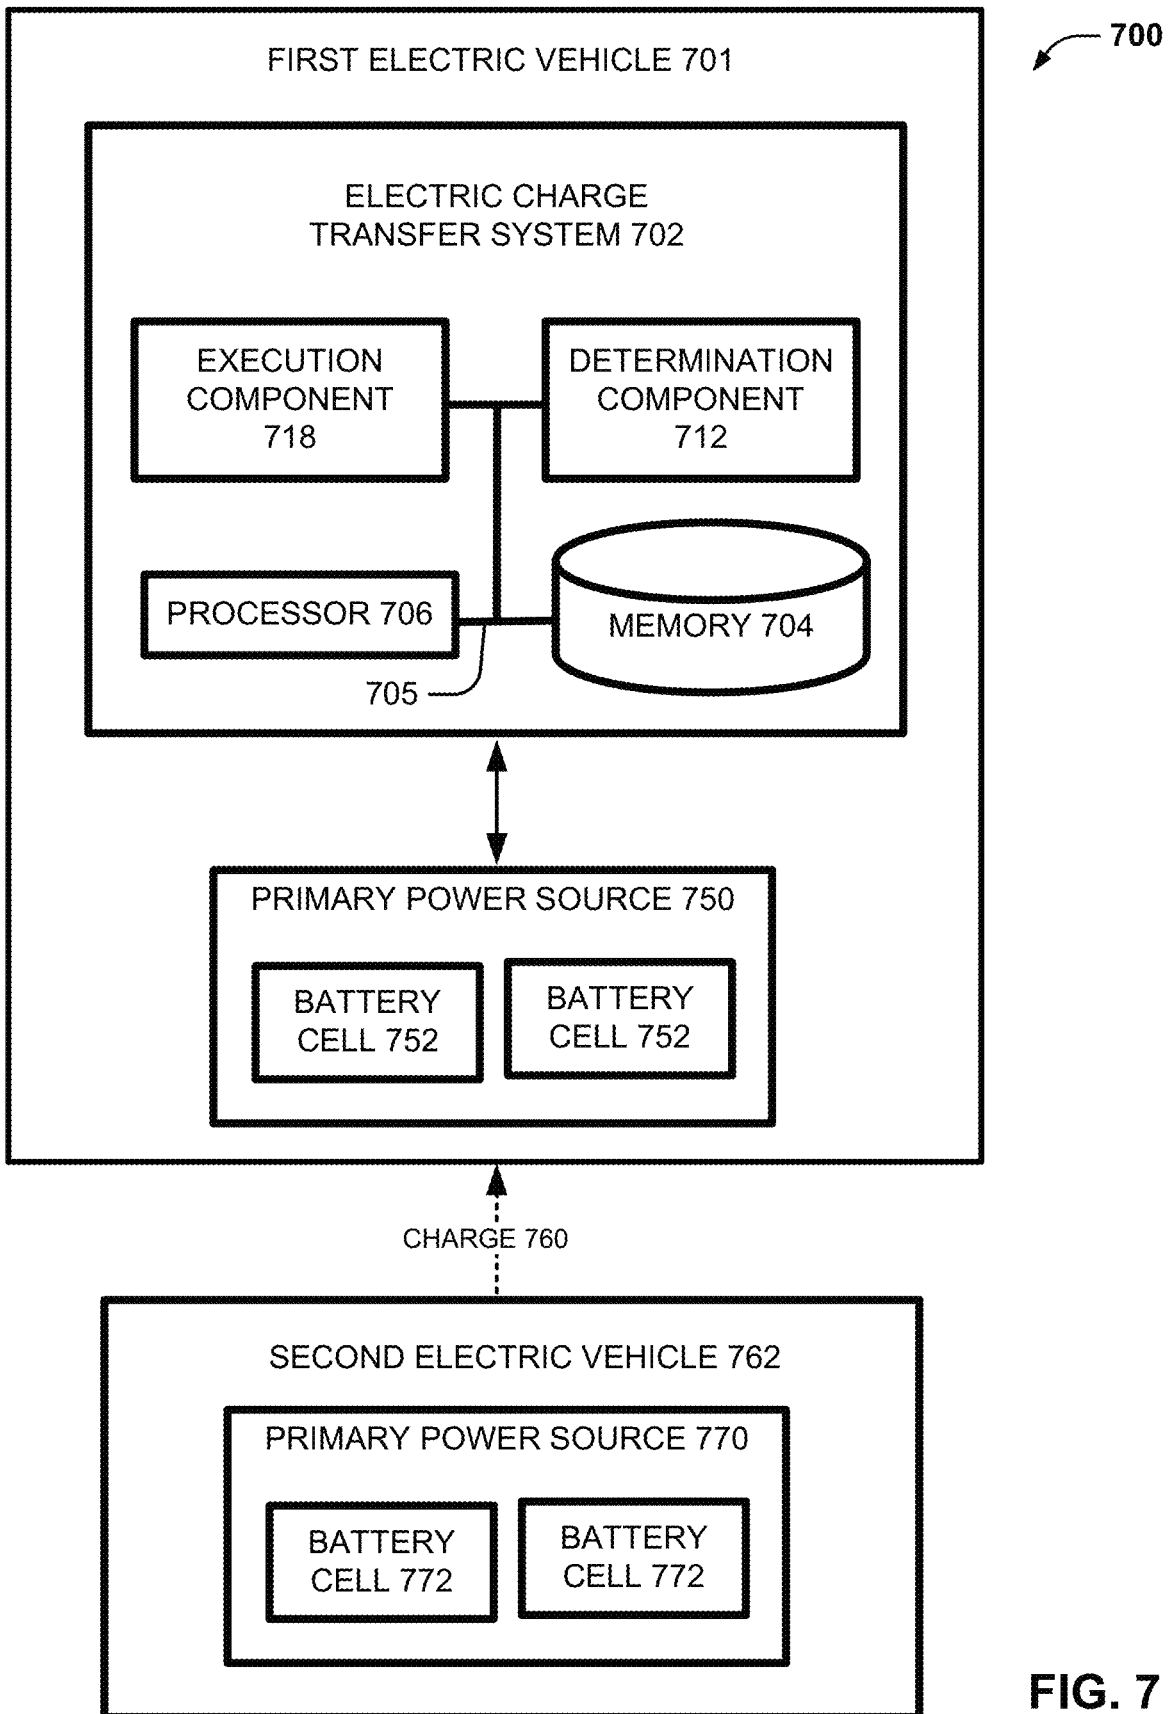 700
FIRST ELECTRIC VEHICLE 701
ELECTRIC CHARGE
TRANSFER SYSTEM 702
EXECUTION
COMPONENT
718
DETERMINATION
COMPONENT
712
PROCESSOR 706
MEMORY 704
705
PRIMARY POWER SOURCE 750
BATTERY
CELL 752
BATTERY
CELL 752
CHARGE 760
SECOND ELECTRIC VEHICLE 762
PRIMARY POWER SOURCE 770
BATTERY
CELL 772
BATTERY
CELL 772
FIG. 7